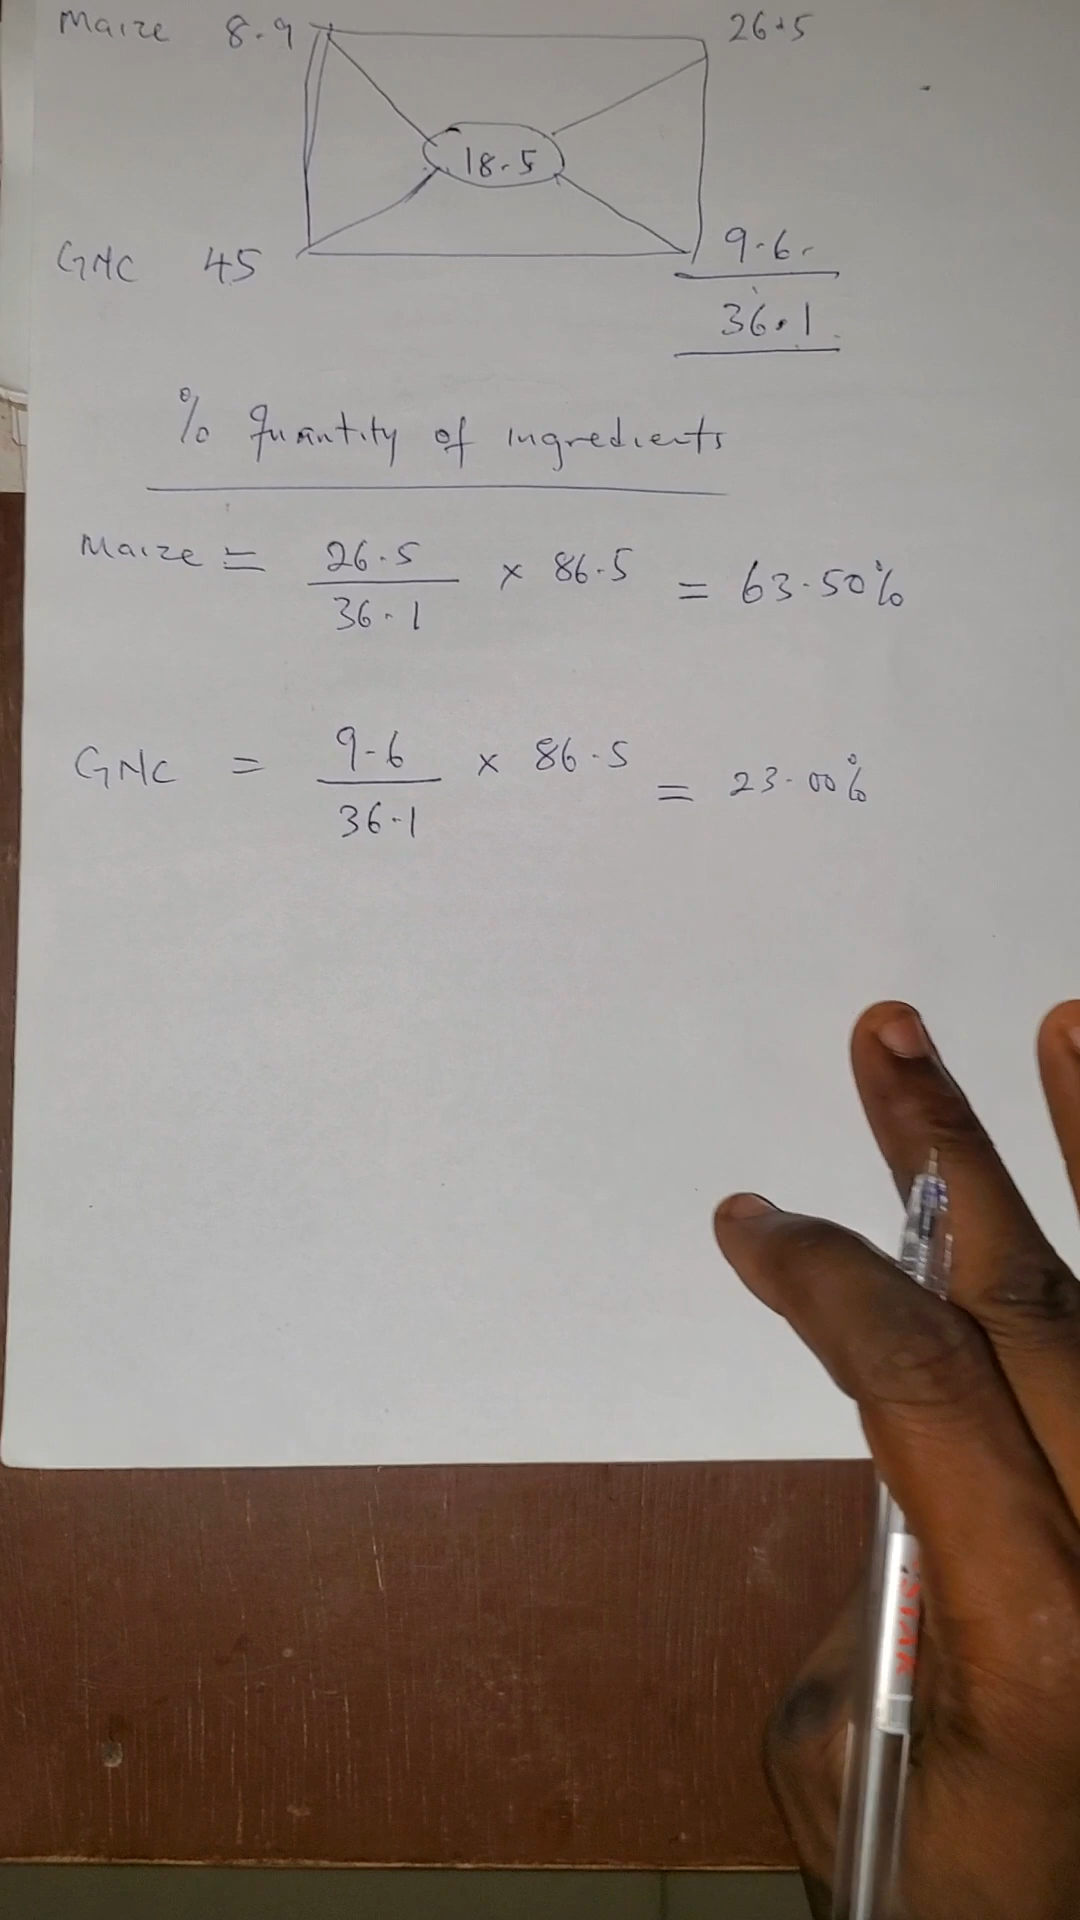 Maize 8.9 26.5
18.5
GNC 45 9.6
36.1
% Quantity of ingredients
Maize = 26.5 / 36.1 × 86.5 = 63.50%
GNC = 9.6 / 36.1 × 86.5 = 23.00%